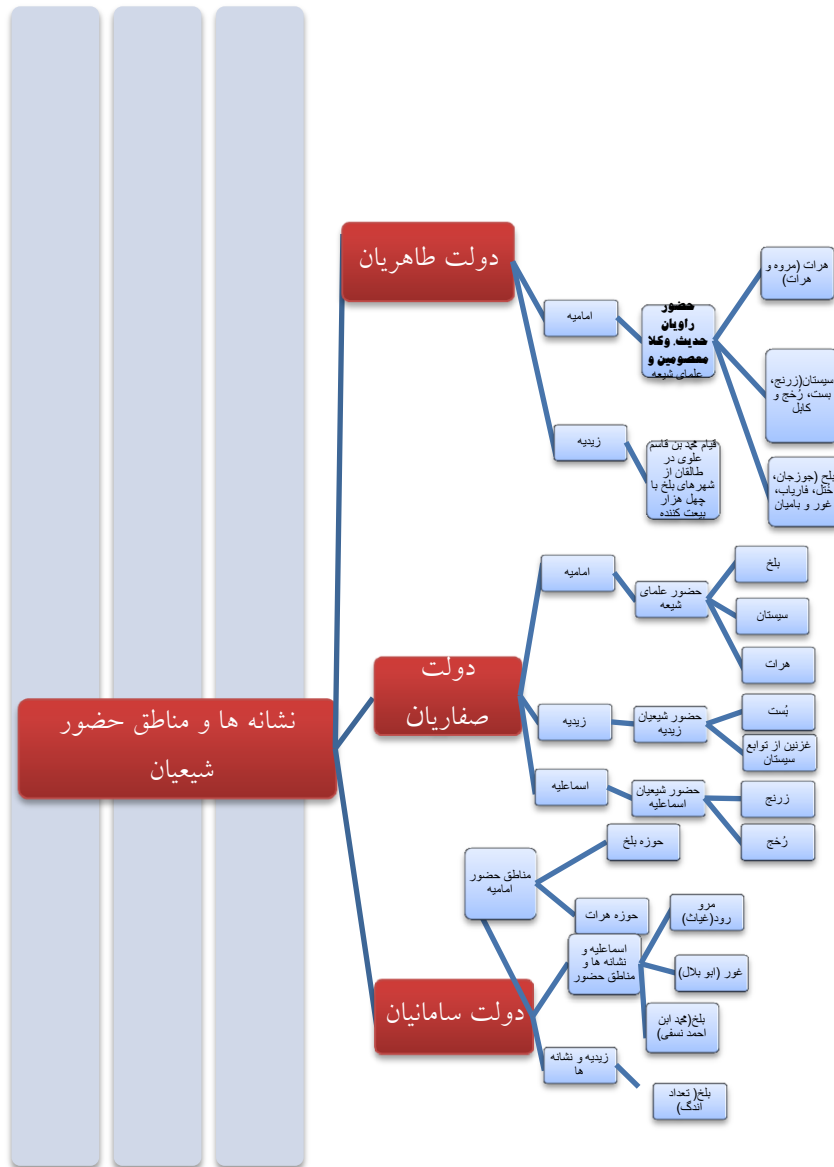 نشانه ها و مناطق حضور
شیعیان
دولت طاهریان
امامیه
حضور
راویان
حدیث، وکلا
معصومین و
علمای شیعه
هرات (مروه و
هرات)
سیستان(زرنج،
بست، رُخج و
کابل
بلخ (جوزجان،
ختل، فاریاب،
غور و بامیان
زیدیه
قیام محمد بن قاسم
علوی در
طالقان از
شهرهای بلخ با
چهل هزار
بیعت کننده
دولت
صفاریان
امامیه
حضور علمای
شیعه
بلخ
سیستان
هرات
زیدیه
حضور شیعیان
زیدیه
بُست
غزنین از توابع
سیستان
اسماعلیه
حضور شیعیان
اسماعلیه
زرنج
رُخج
دولت سامانیان
مناطق حضور
امامیه
حوزه بلخ
حوزه هرات
اسماعلیه و
نشانه ها و
مناطق حضور
مرو
رود(غیاث)
غور (ابو بلال)
بلخ(محمد ابن
احمد نسفی)
زیدیه و نشانه
ها
بلخ( تعداد
اندگ)